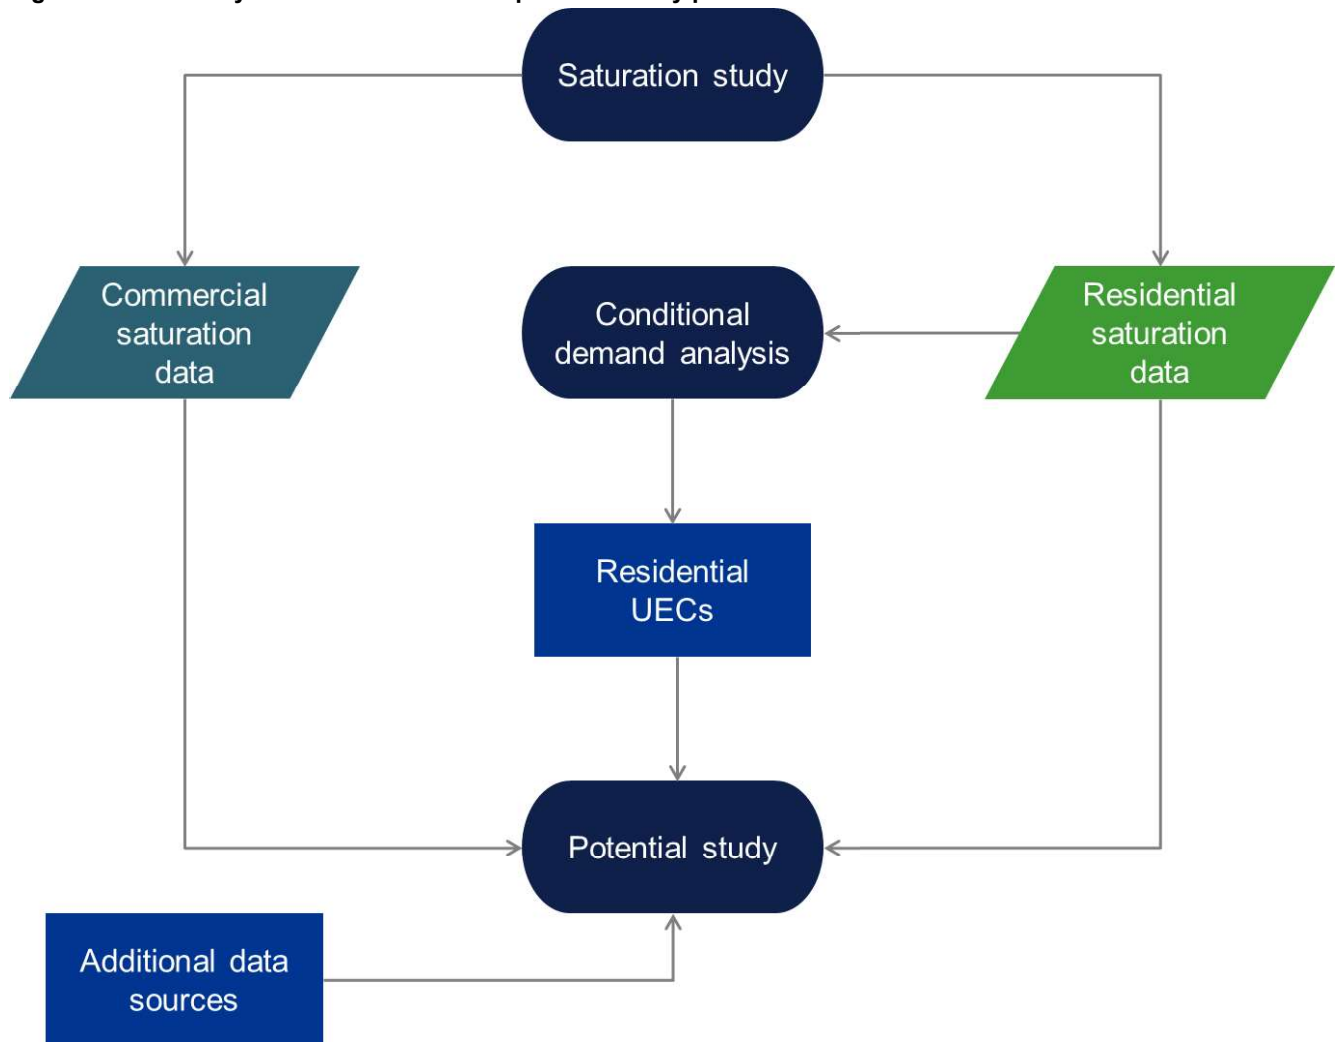 Saturation study
Commercial
saturation
data
Conditional
demand analysis
Residential
saturation
data
Residential
UECs
Potential study
Additional data
sources